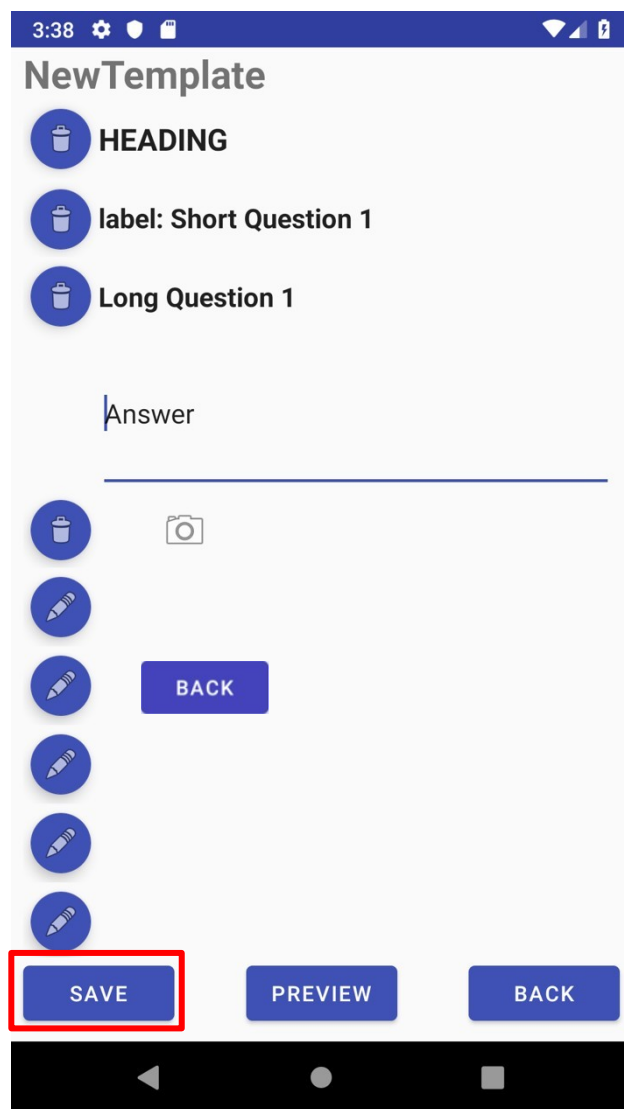 3:38
NewTemplate
HEADING
label: Short Question 1
Long Question 1
Answer
BACK
SAVE PREVIEW BACK